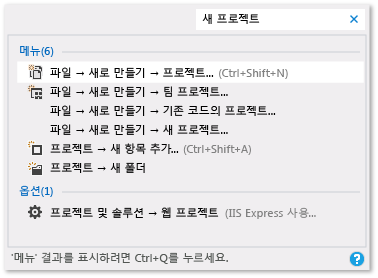 새 프로젝트
메뉴(6)
파일 → 새로 만들기 → 프로젝트... (Ctrl+Shift+N)
파일 → 새로 만들기 → 팀 프로젝트...
파일 → 새로 만들기 → 기존 코드의 프로젝트...
파일 → 새로 만들기 → 새 프로젝트...
프로젝트 → 새 항목 추가... (Ctrl+Shift+A)
프로젝트 → 새 폴더
옵션(1)
프로젝트 및 솔루션 → 웹 프로젝트 (IIS Express 사용...
'메뉴' 결과를 표시하려면 Ctrl+Q를 누르세요.